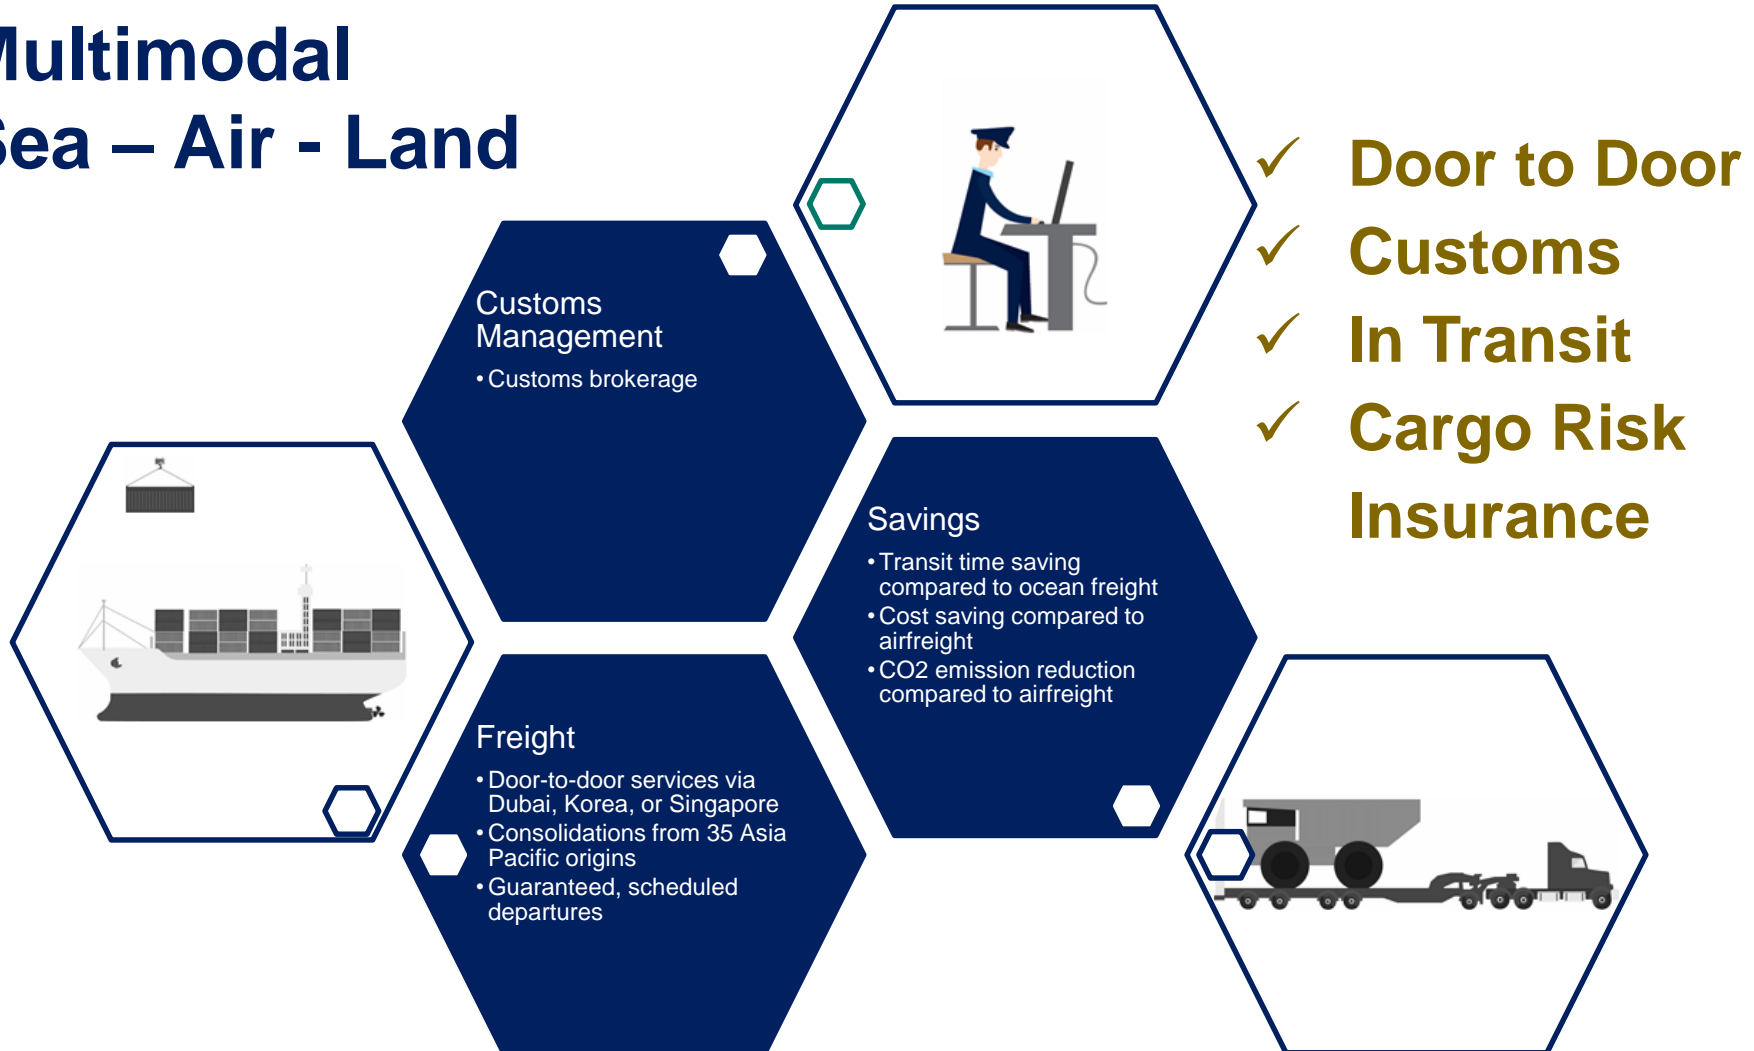 Multimodal
Sea – Air - Land
✓ Door to Door
✓ Customs
✓ In Transit
✓ Cargo Risk
Insurance
Customs
Management
• Customs brokerage
Savings
• Transit time saving
compared to ocean freight
• Cost saving compared to
airfreight
• CO2 emission reduction
compared to airfreight
Freight
• Door-to-door services via
Dubai, Korea, or Singapore
• Consolidations from 35 Asia
Pacific origins
• Guaranteed, scheduled
departures